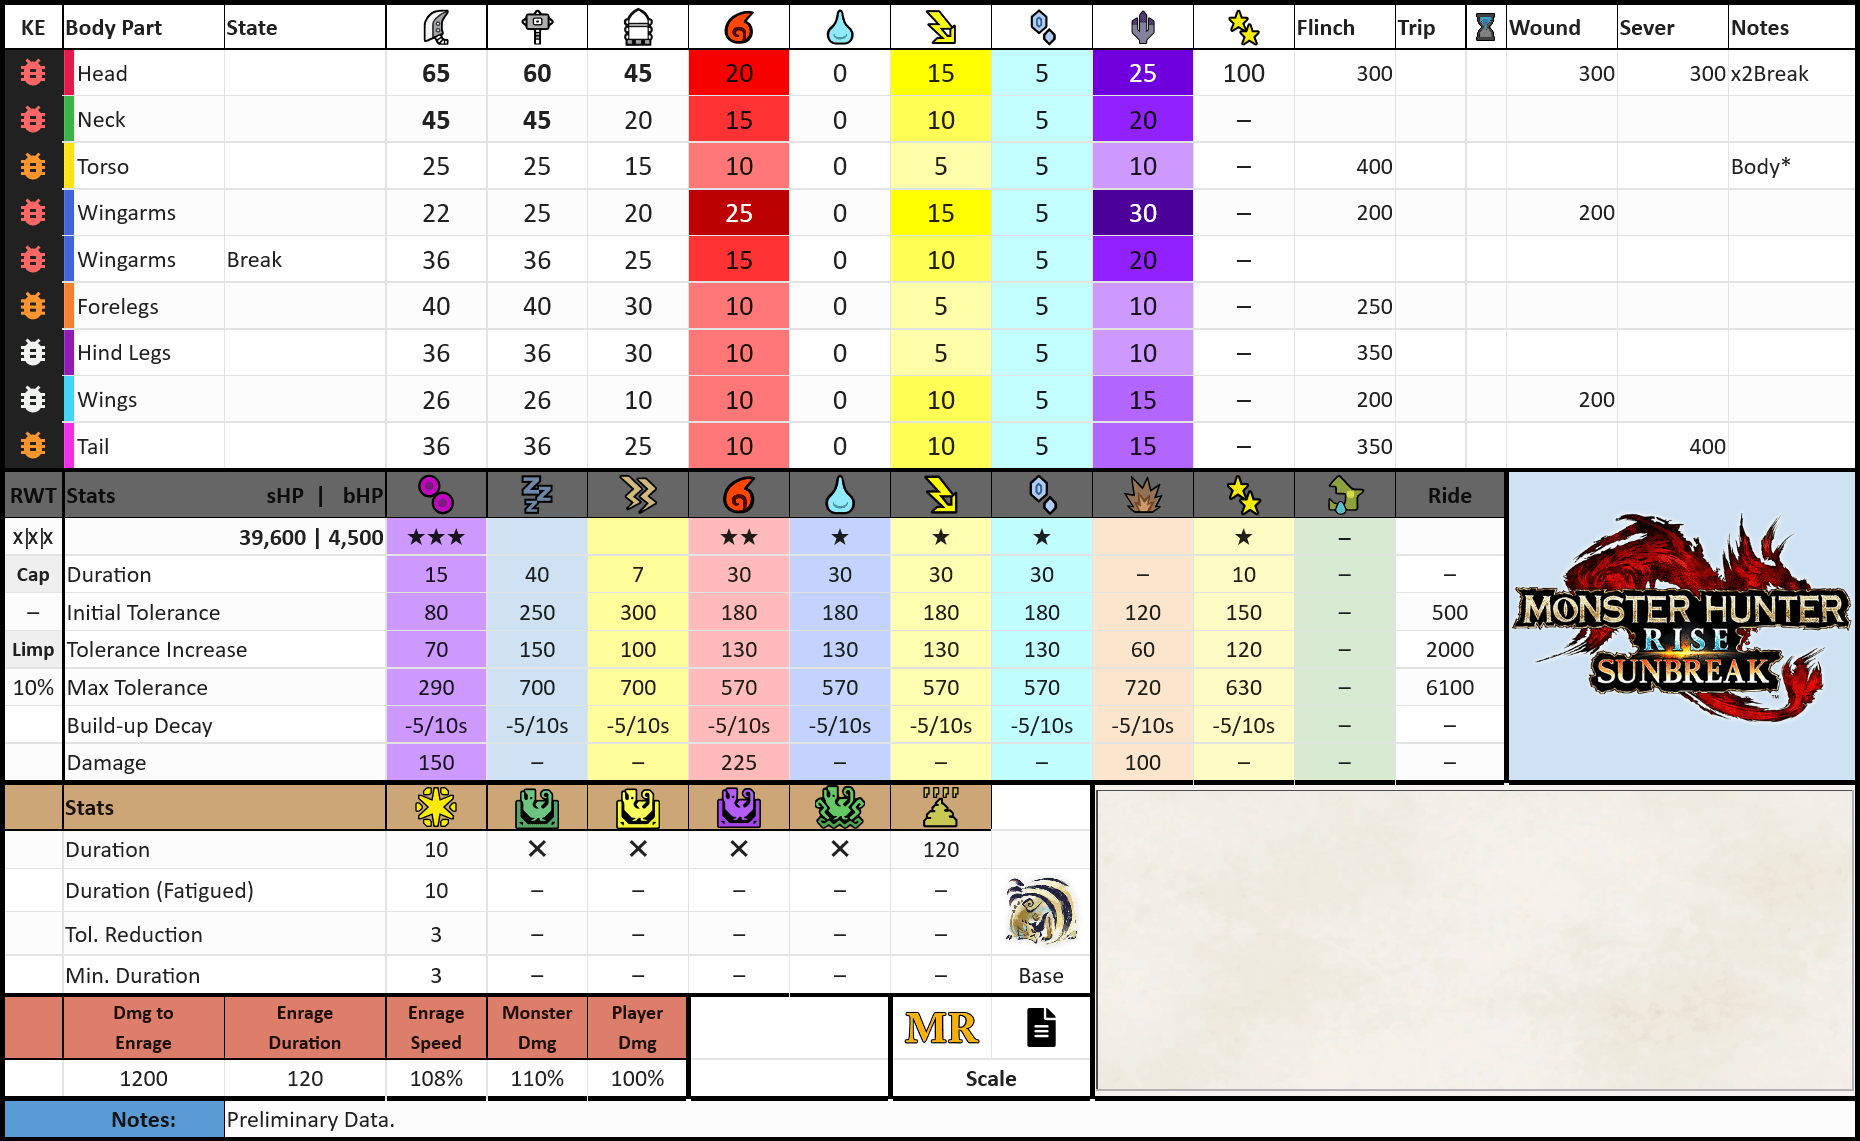 KE Body Part State Flinch Trip Wound Sever Notes
Head 65 60 45 20 0 15 5 25 100 300 300 300 x2Break
Neck 45 45 20 15 0 10 5 20 –
Torso 25 25 15 10 0 5 5 10 – 400 Body*
Wingarms 22 25 20 25 0 15 5 30 – 200 200
Wingarms Break 36 36 25 15 0 10 5 20 –
Forelegs 40 40 30 10 0 5 5 10 – 250
Hind Legs 36 36 30 10 0 5 5 10 – 350
Wings 26 26 10 10 0 10 5 15 – 200 200
Tail 36 36 25 10 0 10 5 15 – 350 400
RWT Stats sHP | bHP Ride
x|x|x 39,600 | 4,500 ★★★ ★★ ★ ★ ★ ★ –
Cap Duration 15 40 7 30 30 30 30 – 10 – –
– Initial Tolerance 80 250 300 180 180 180 180 120 150 – 500
Limp Tolerance Increase 70 150 100 130 130 130 130 60 120 – 2000
10% Max Tolerance 290 700 700 570 570 570 570 720 630 – 6100
Build-up Decay -5/10s -5/10s -5/10s -5/10s -5/10s -5/10s -5/10s -5/10s -5/10s – –
Damage 150 – – 225 – – – 100 – – –
MONSTER HUNTER
RISE
SUNBREAK™
Stats
Duration 10 ✕ ✕ ✕ ✕ 120
Duration (Fatigued) 10 – – – – –
Tol. Reduction 3 – – – – –
Min. Duration 3 – – – – – Base
Dmg to Enrage Enrage Duration Enrage Speed Monster Dmg Player Dmg MR
1200 120 108% 110% 100% Scale
Notes: Preliminary Data.